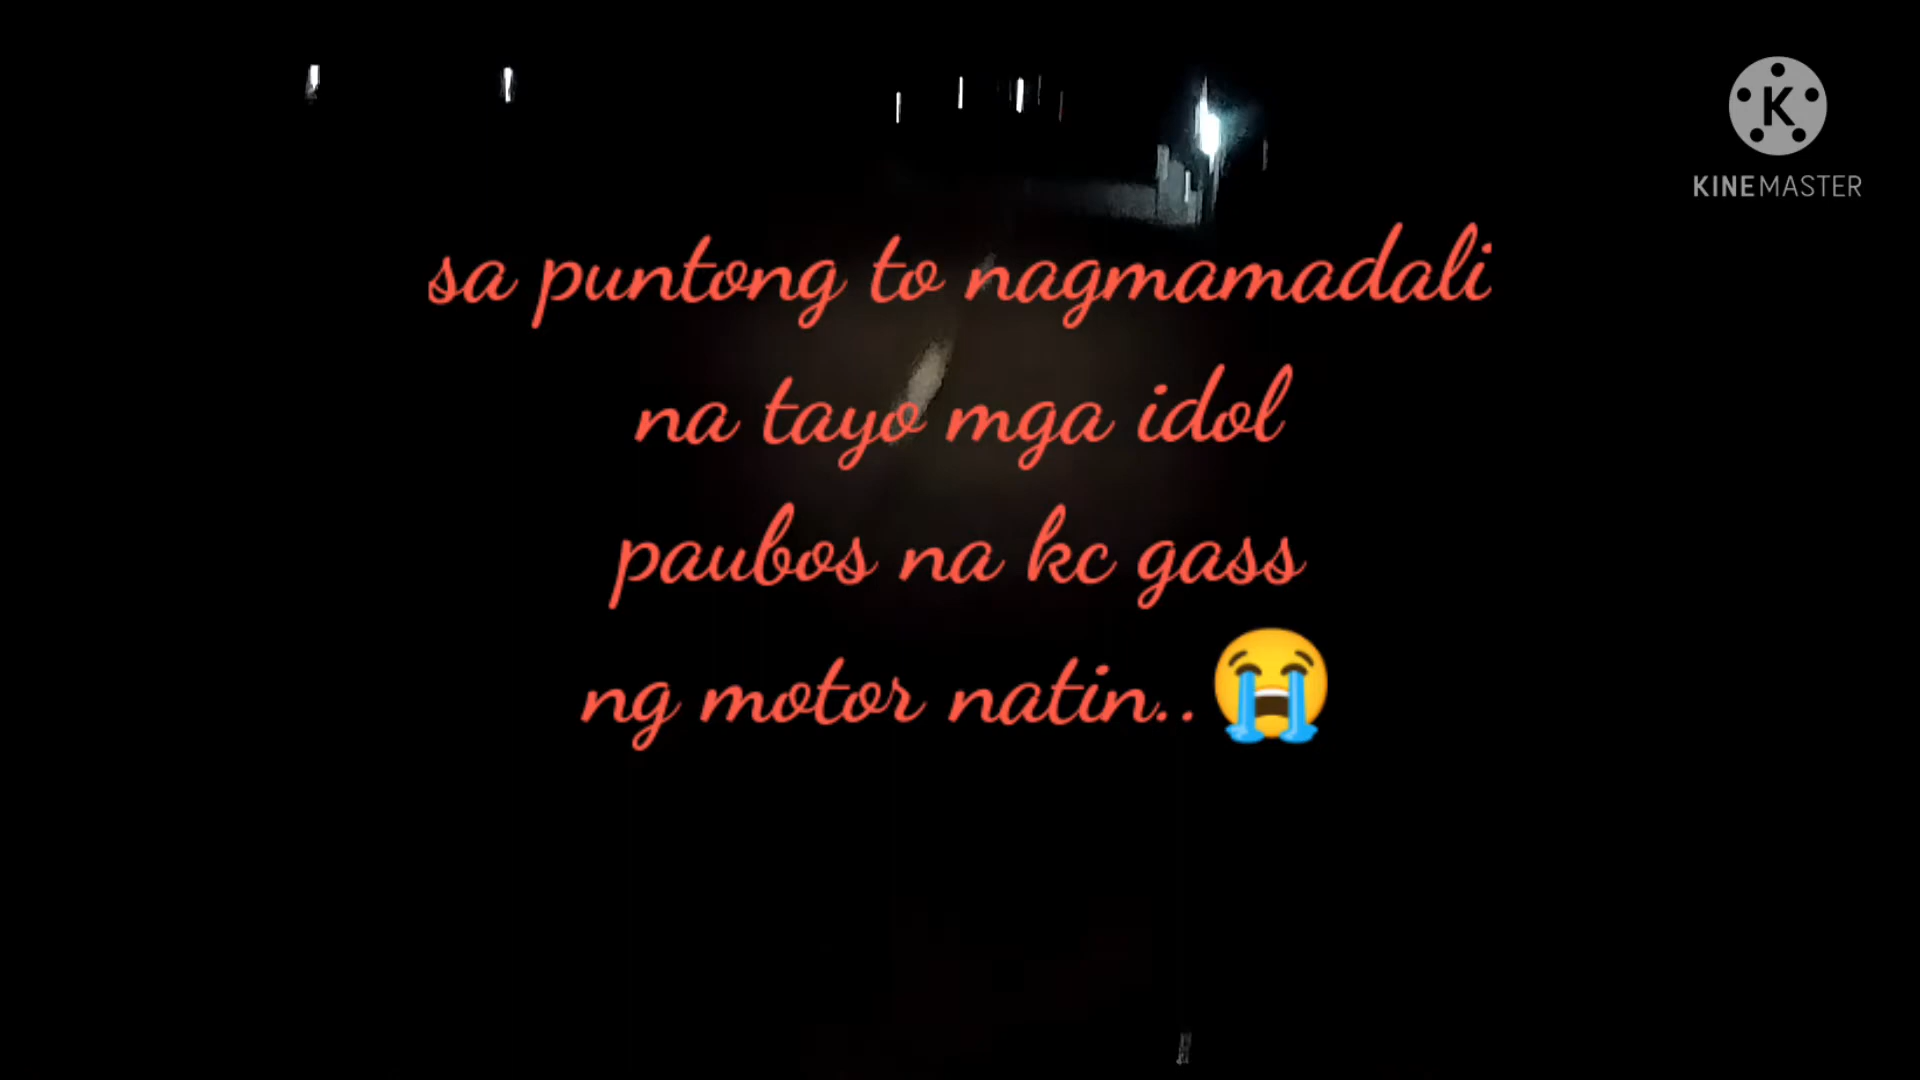 KINEMASTER
sa puntong to nagmamadali
na tayo mga idol
paubos na kc gass
ng motor natin..😭